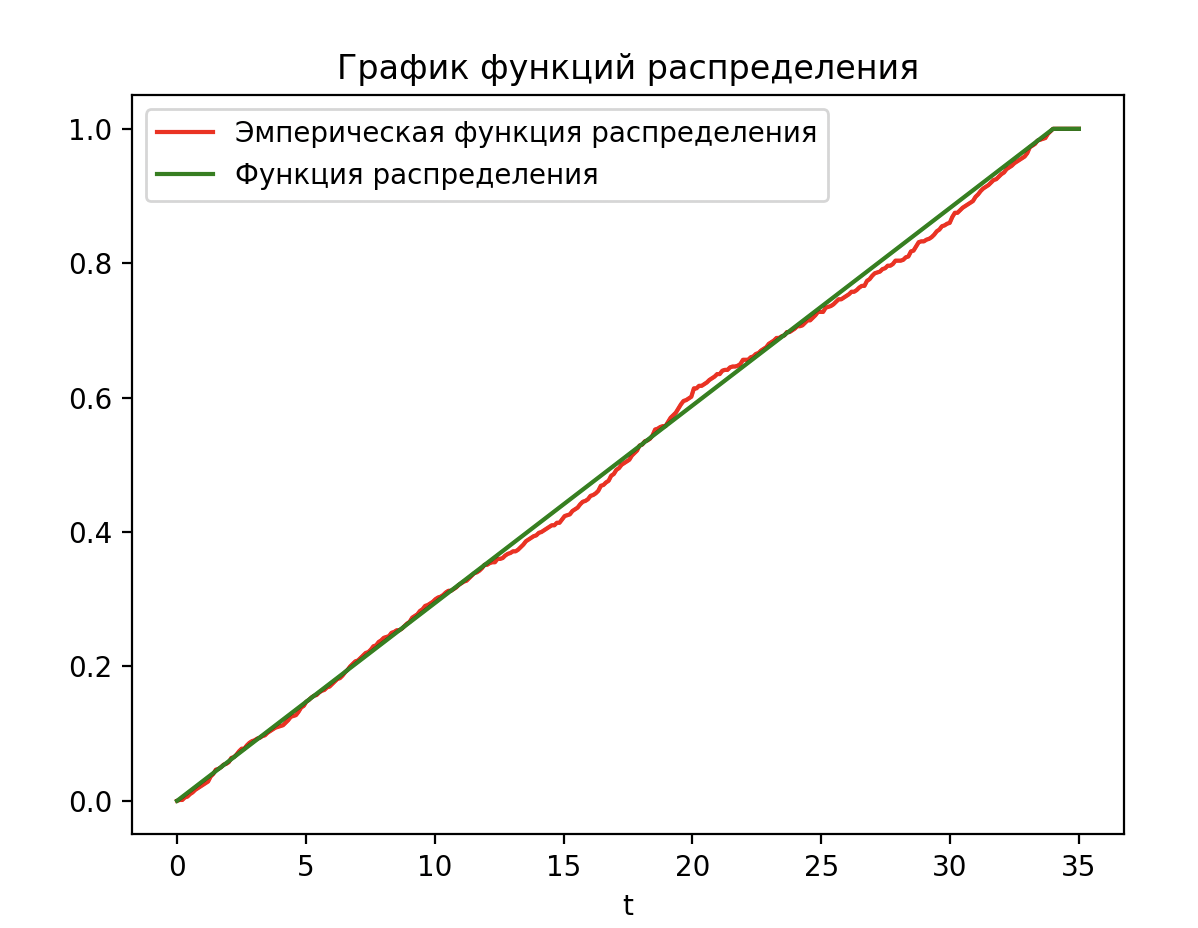 График функций распределения
Эмперическая функция распределения
Функция распределения
1.0
0.8
0.6
0.4
0.2
0.0
0 5 10 15 20 25 30 35
t